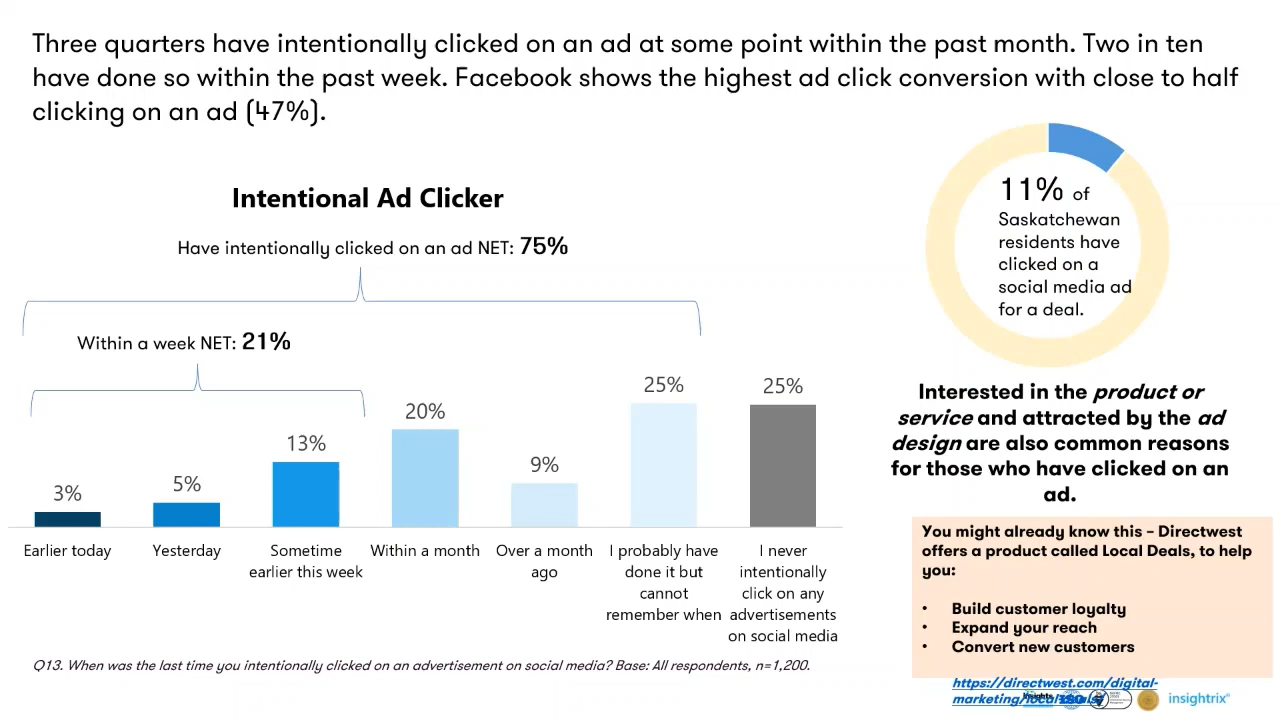 Three quarters have intentionally clicked on an ad at some point within the past month. Two in ten
have done so within the past week. Facebook shows the highest ad click conversion with close to half
clicking on an ad (47%).
Intentional Ad Clicker
Have intentionally clicked on an ad NET: 75%
Within a week NET: 21%
3%
5%
13%
20%
9%
25%
25%
Earlier today
Yesterday
Sometime
earlier this week
Within a month
Over a month
ago
I probably have
done it but
cannot
remember when
I never
intentionally
click on any
advertisements
on social media
Q13. When was the last time you intentionally clicked on an advertisement on social media? Base: All respondents, n=1,200.
11% of
Saskatchewan
residents have
clicked on a
social media ad
for a deal.
Interested in the product or
service and attracted by the ad
design are also common reasons
for those who have clicked on an
ad.
You might already know this – Directwest
offers a product called Local Deals, to help
you:
• Build customer loyalty
• Expand your reach
• Convert new customers
https://directwest.com/digital-
marketing/local
insightrix®